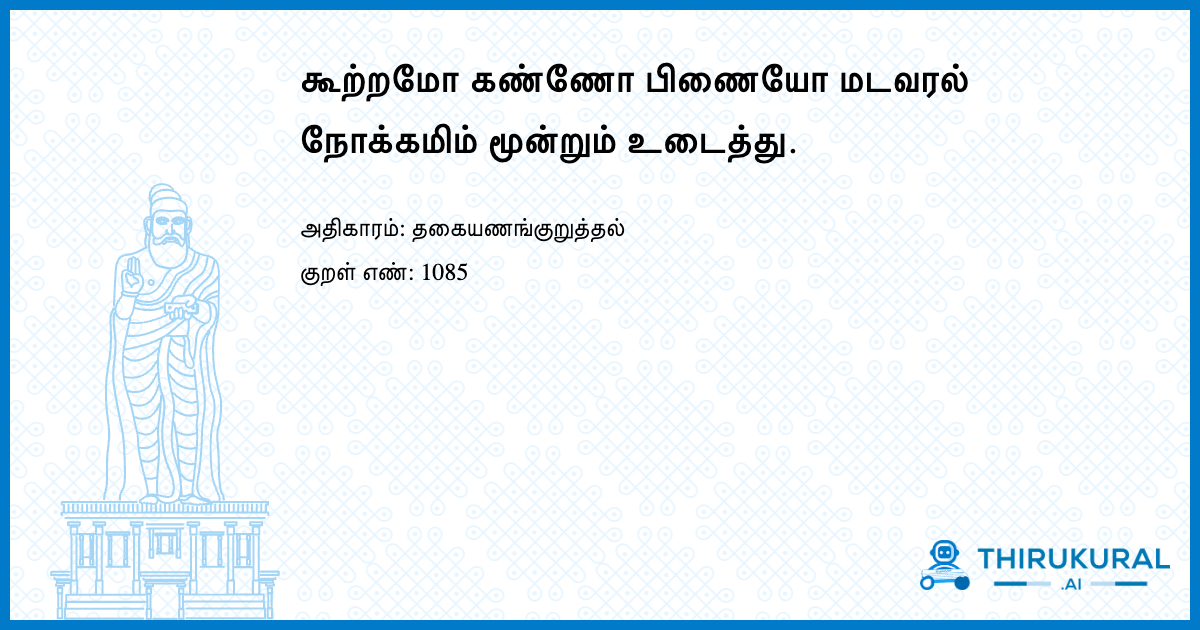 கூற்றமோ கண்ணோ பிணையோ மடவரல்
நோக்கமிம் மூன்றும் உடைத்து.
அதிகாரம்: தகையணங்குறுத்தல்
குறள் எண்: 1085
THIRUKURAL
.AI